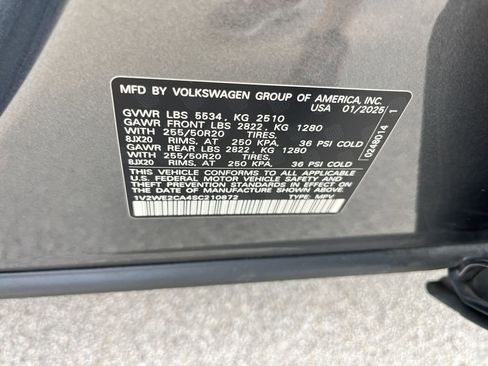 MFD BY VOLKSWAGEN GROUP OF AMERICA, INC.
USA 01/2025
GVWR LBS 5534, KG 2510
GAWR FRONT LBS 2822, KG 1280
WITH 255/50R20 TIRES,
8JX20 RIMS, AT 250 KPA, 36 PSI COLD
GAWR REAR LBS 2822, KG 1280
WITH 255/50R20 TIRES,
8JX20 RIMS, AT 250 KPA, 36 PSI COLD
THIS VEHICLE CONFORMS TO ALL APPLICABLE
U.S. FEDERAL MOTOR VEHICLE SAFETY AND
THEFT PREVENTION STANDARDS IN EFFECT ON
THE DATE OF MANUFACTURE SHOWN ABOVE.
1V2WE2CA4SC210872 TYPE: MPV
0248014
1